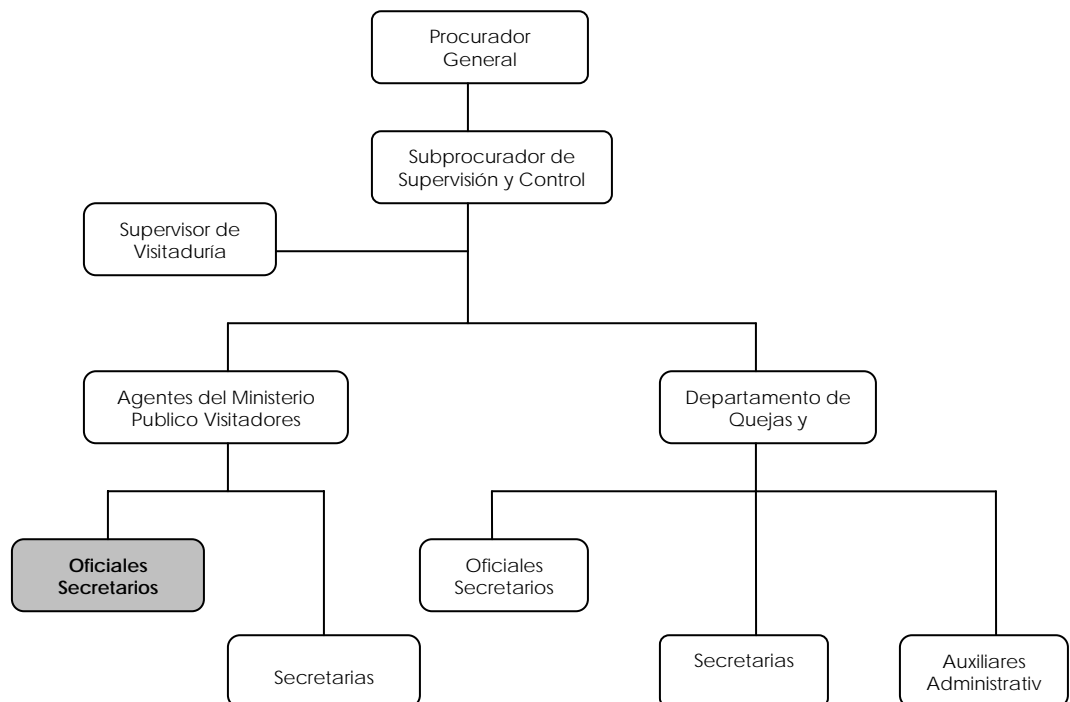 Procurador
General
Subprocurador de
Supervisión y Control
Supervisor de
Visitaduría
Agentes del Ministerio
Publico Visitadores
Departamento de
Quejas y
Oficiales
Secretarios
Oficiales
Secretarios
Secretarias
Secretarias
Auxiliares
Administrativ